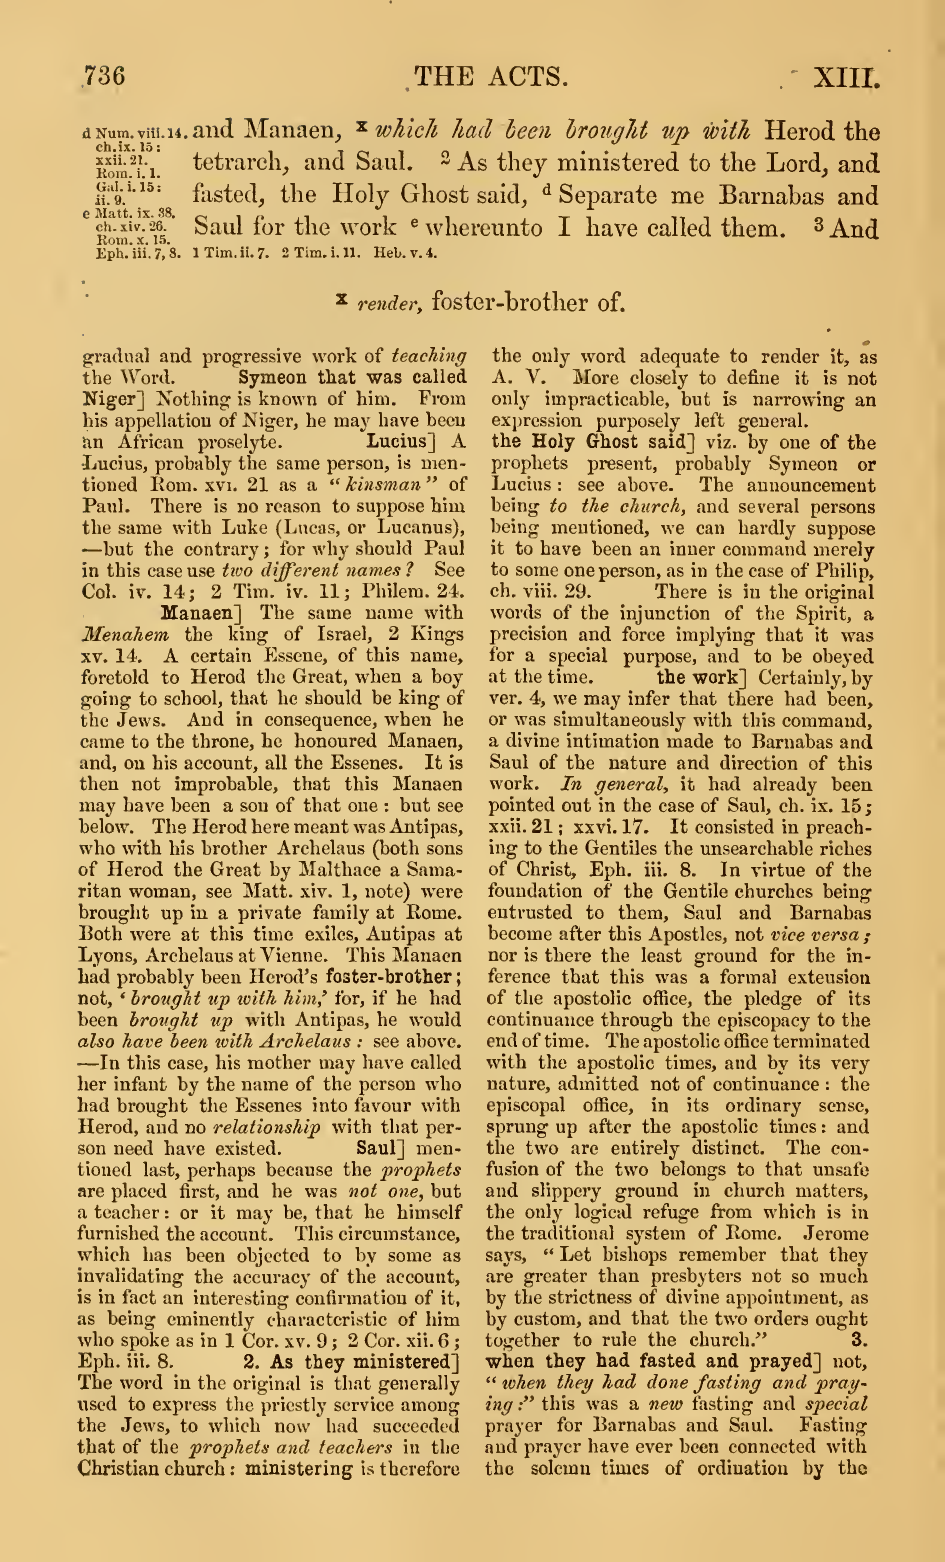 736
THE ACTS.
XIII.
d Num. viii. 14.
ch. ix. 15:
xxii. 21.
Rom. i. 1.
Gal. i. 15:
ii. 9.
e Matt. ix. 38.
ch. xiv. 26.
Rom. x. 15.
Eph. iii. 7, 8. 1 Tim. ii. 7. 2 Tim. i. 11. Heb. v. 4.
and Manaen, x which had been brought up with Herod the
tetrarch, and Saul. 2 As they ministered to the Lord, and
fasted, the Holy Ghost said, d Separate me Barnabas and
Saul for the work e whereunto I have called them. 3 And
x render, foster-brother of.
gradual and progressive work of teaching
the Word. Symeon that was called
Niger] Nothing is known of him. From
his appellation of Niger, he may have been
an African proselyte. Lucius] A
Lucius, probably the same person, is men-
tioned Rom. xvi. 21 as a "kinsman" of
Paul. There is no reason to suppose him
the same with Luke (Lucas, or Lucanus),
—but the contrary; for why should Paul
in this case use two different names? See
Col. iv. 14; 2 Tim. iv. 11; Philem. 24.
Manaen] The same name with
Menahem the king of Israel, 2 Kings
xv. 14. A certain Essene, of this name,
foretold to Herod the Great, when a boy
going to school, that he should be king of
the Jews. And in consequence, when he
came to the throne, he honoured Manaen,
and, on his account, all the Essenes. It is
then not improbable, that this Manaen
may have been a son of that one: but see
below. The Herod here meant was Antipas,
who with his brother Archelaus (both sons
of Herod the Great by Malthace a Sama-
ritan woman, see Matt. xiv. 1, note) were
brought up in a private family at Rome.
Both were at this time exiles, Antipas at
Lyons, Archelaus at Vienne. This Manaen
had probably been Herod's foster-brother;
not, 'brought up with him,' for, if he had
been brought up with Antipas, he would
also have been with Archelaus: see above.
—In this case, his mother may have called
her infant by the name of the person who
had brought the Essenes into favour with
Herod, and no relationship with that per-
son need have existed. Saul] men-
tioned last, perhaps because the prophets
are placed first, and he was not one, but
a teacher: or it may be, that he himself
furnished the account. This circumstance,
which has been objected to by some as
invalidating the accuracy of the account,
is in fact an interesting confirmation of it,
as being eminently characteristic of him
who spoke as in 1 Cor. xv. 9; 2 Cor. xii. 6;
Eph. iii. 8. 2. As they ministered]
The word in the original is that generally
used to express the priestly service among
the Jews, to which now had succeeded
that of the prophets and teachers in the
Christian church: ministering is therefore
the only word adequate to render it, as
A. V. More closely to define it is not
only impracticable, but is narrowing an
expression purposely left general.
the Holy Ghost said] viz. by one of the
prophets present, probably Symeon or
Lucius: see above. The announcement
being to the church, and several persons
being mentioned, we can hardly suppose
it to have been an inner command merely
to some one person, as in the case of Philip,
ch. viii. 29. There is in the original
words of the injunction of the Spirit, a
precision and force implying that it was
for a special purpose, and to be obeyed
at the time. the work] Certainly, by
ver. 4, we may infer that there had been,
or was simultaneously with this command,
a divine intimation made to Barnabas and
Saul of the nature and direction of this
work. In general, it had already been
pointed out in the case of Saul, ch. ix. 15;
xxii. 21; xxvi. 17. It consisted in preach-
ing to the Gentiles the unsearchable riches
of Christ, Eph. iii. 8. In virtue of the
foundation of the Gentile churches being
entrusted to them, Saul and Barnabas
become after this Apostles, not vice versa;
nor is there the least ground for the in-
ference that this was a formal extension
of the apostolic office, the pledge of its
continuance through the episcopacy to the
end of time. The apostolic office terminated
with the apostolic times, and by its very
nature, admitted not of continuance: the
episcopal office, in its ordinary sense,
sprung up after the apostolic times: and
the two are entirely distinct. The con-
fusion of the two belongs to that unsafe
and slippery ground in church matters,
the only logical refuge from which is in
the traditional system of Rome. Jerome
says, "Let bishops remember that they
are greater than presbyters not so much
by the strictness of divine appointment, as
by custom, and that the two orders ought
together to rule the church." 3.
when they had fasted and prayed] not,
"when they had done fasting and pray-
ing:" this was a new fasting and special
prayer for Barnabas and Saul. Fasting
and prayer have ever been connected with
the solemn times of ordination by the